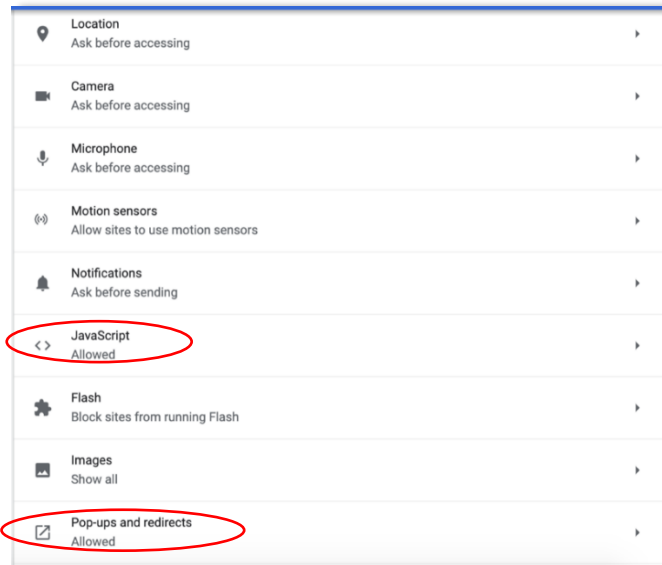 Location
Ask before accessing
Camera
Ask before accessing
Microphone
Ask before accessing
Motion sensors
Allow sites to use motion sensors
Notifications
Ask before sending
JavaScript
Allowed
Flash
Block sites from running Flash
Images
Show all
Pop-ups and redirects
Allowed